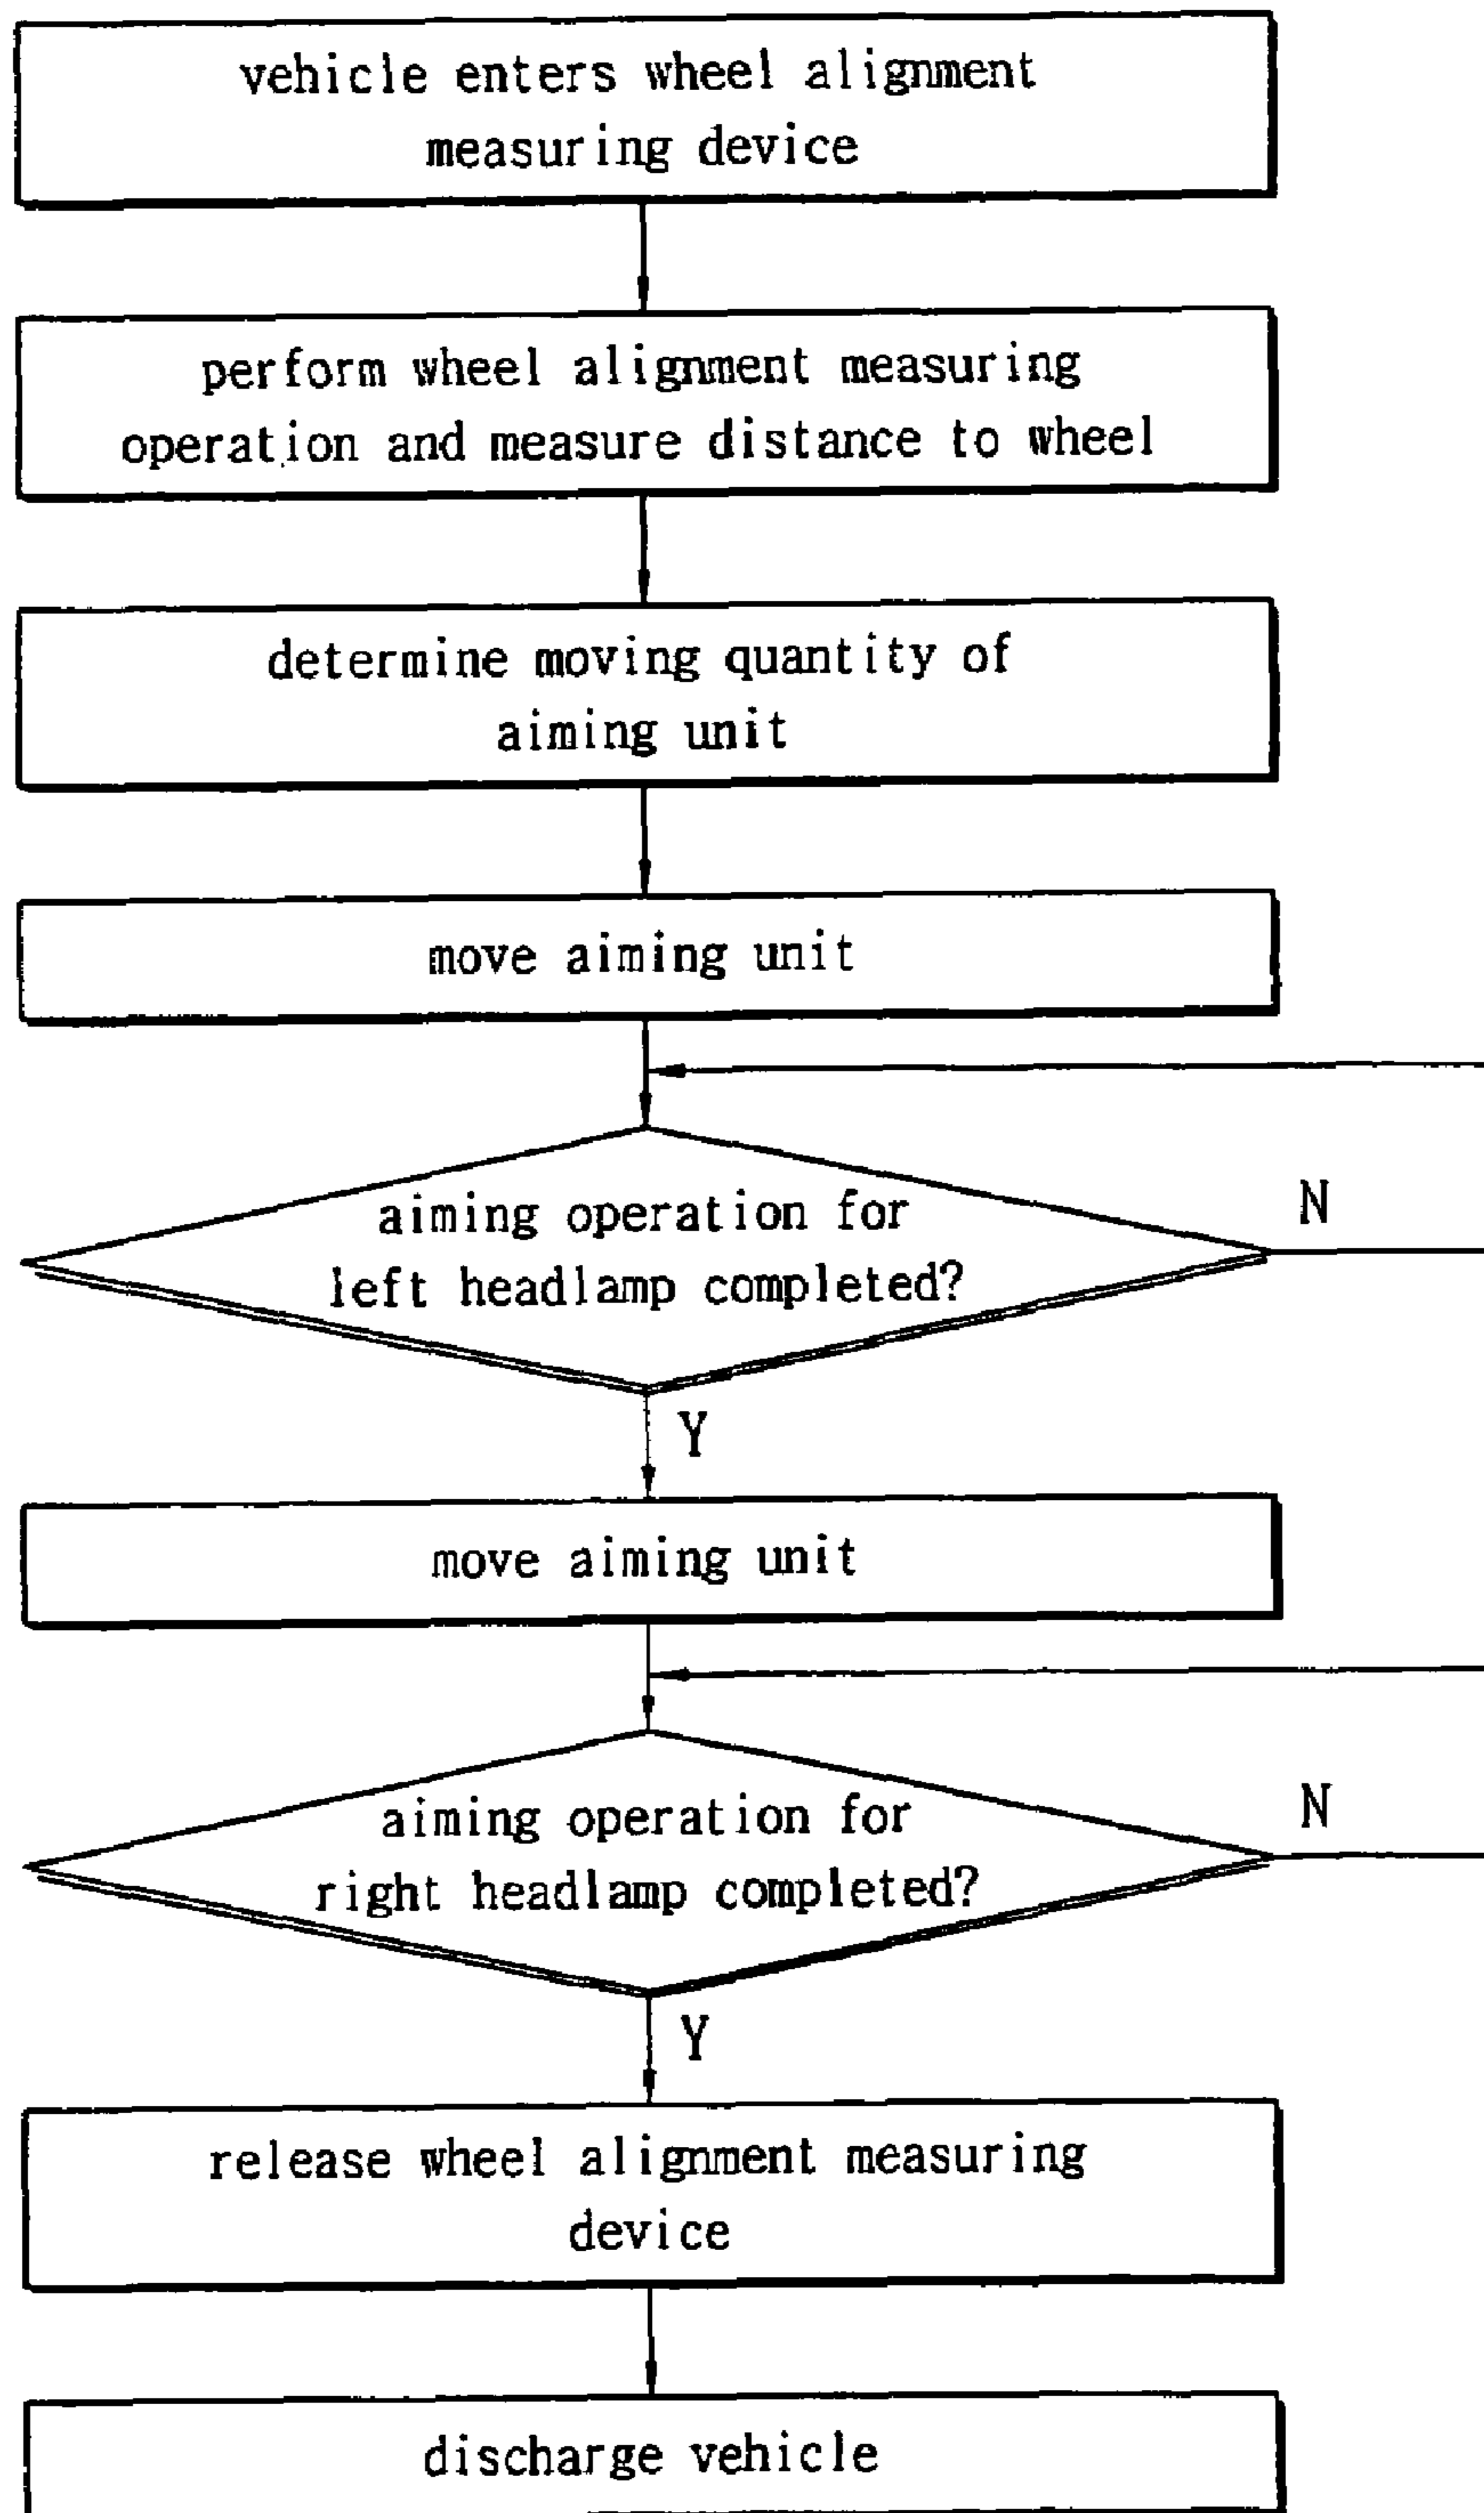 vehicle enters wheel alignment
measuring device
perform wheel alignment measuring
operation and measure distance to wheel
determine moving quantity of
aiming unit
move aiming unit
aiming operation for
left headlamp completed?
N
Y
move aiming unit
aiming operation for
right headlamp completed?
N
Y
release wheel alignment measuring
device
discharge vehicle